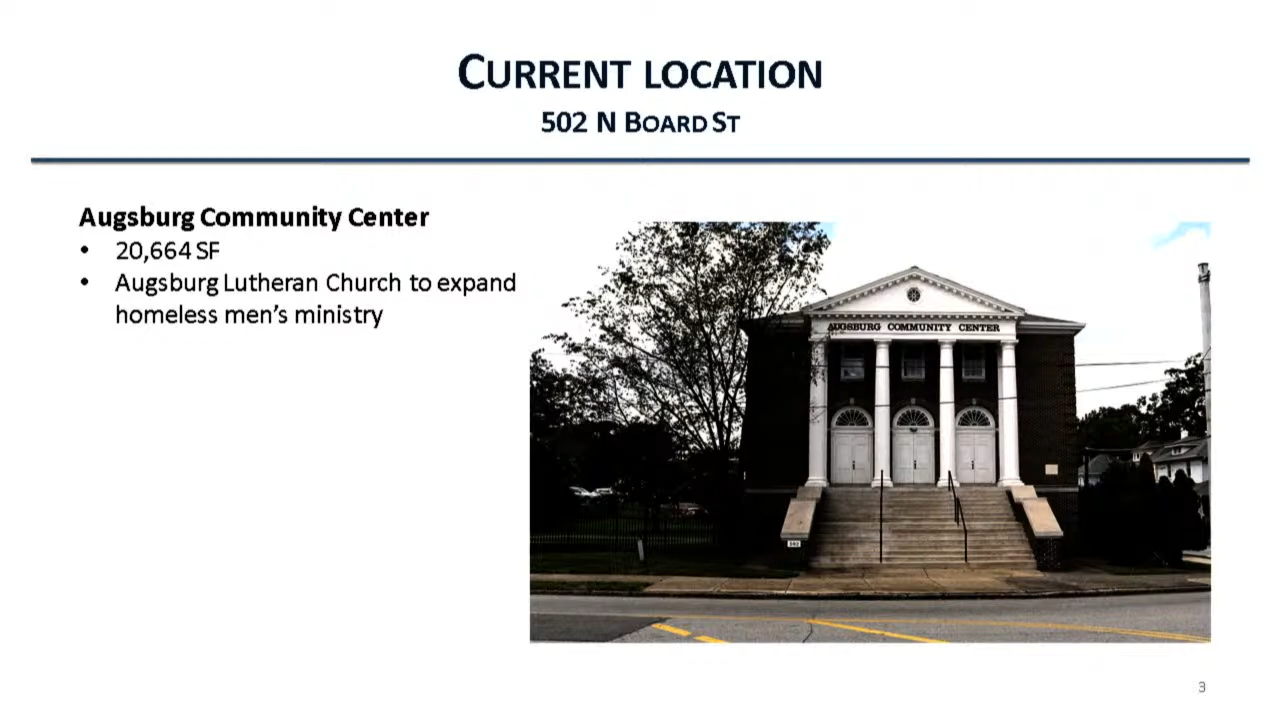 CURRENT LOCATION
502 N BOARD ST
Augsburg Community Center
• 20,664 SF
• Augsburg Lutheran Church to expand
homeless men's ministry
AUGSBURG COMMUNITY CENTER
502
3